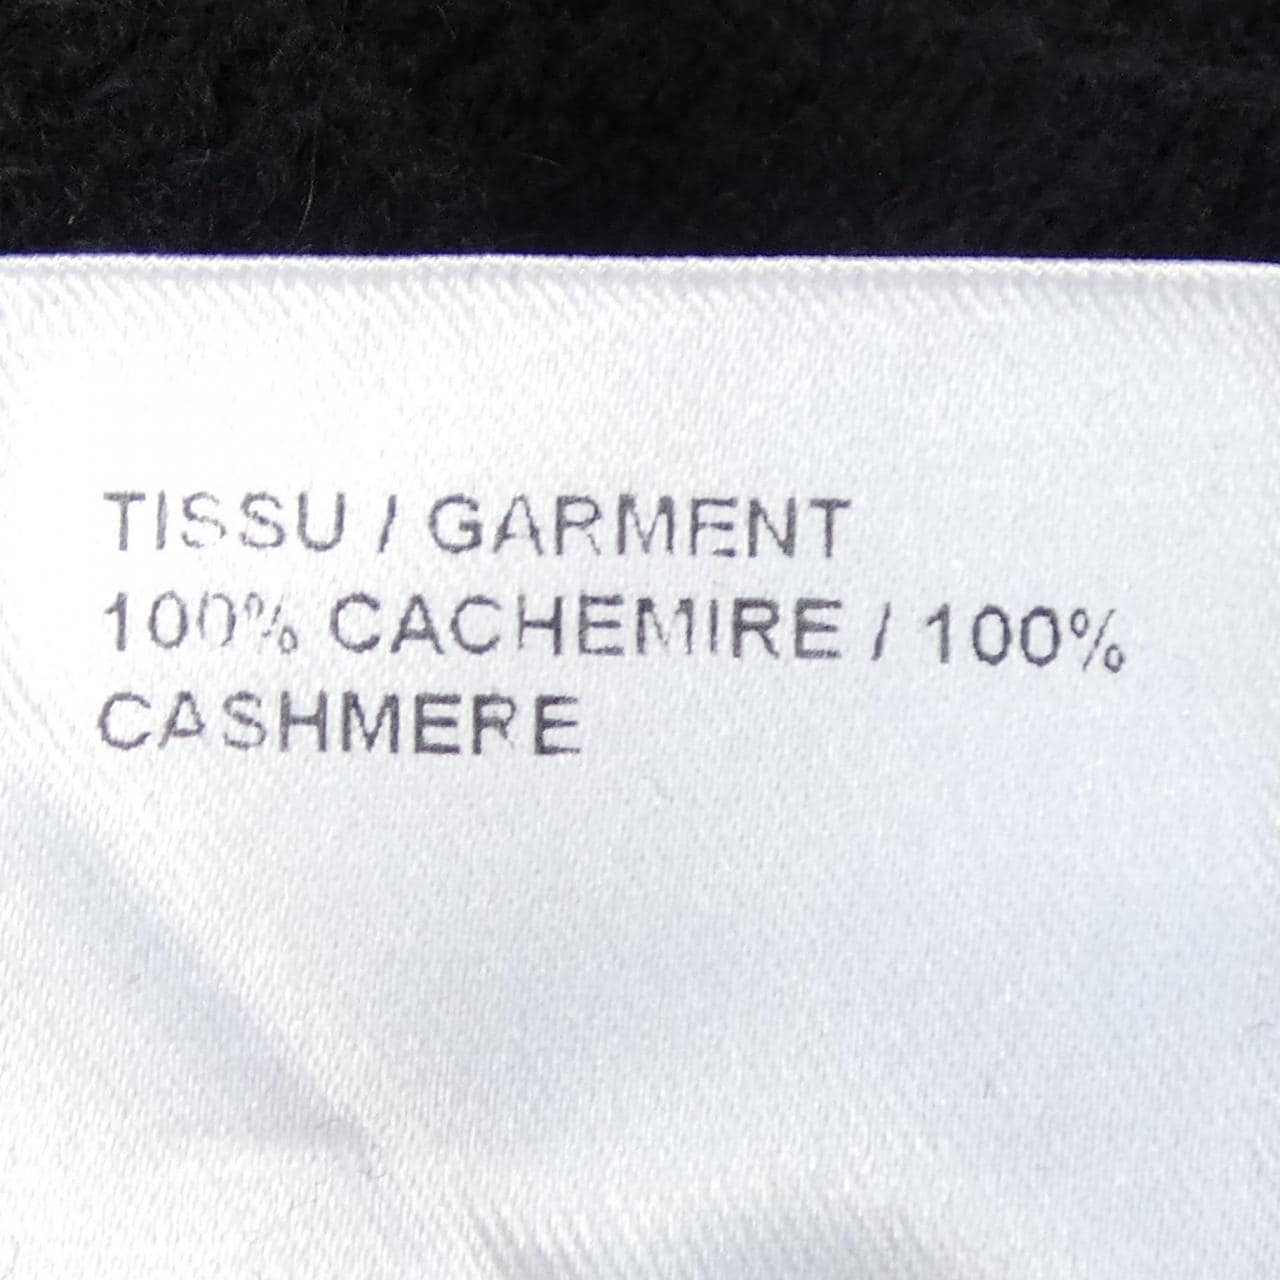 TISSU / GARMENT
100% CACHEMIRE / 100%
CASHMERE